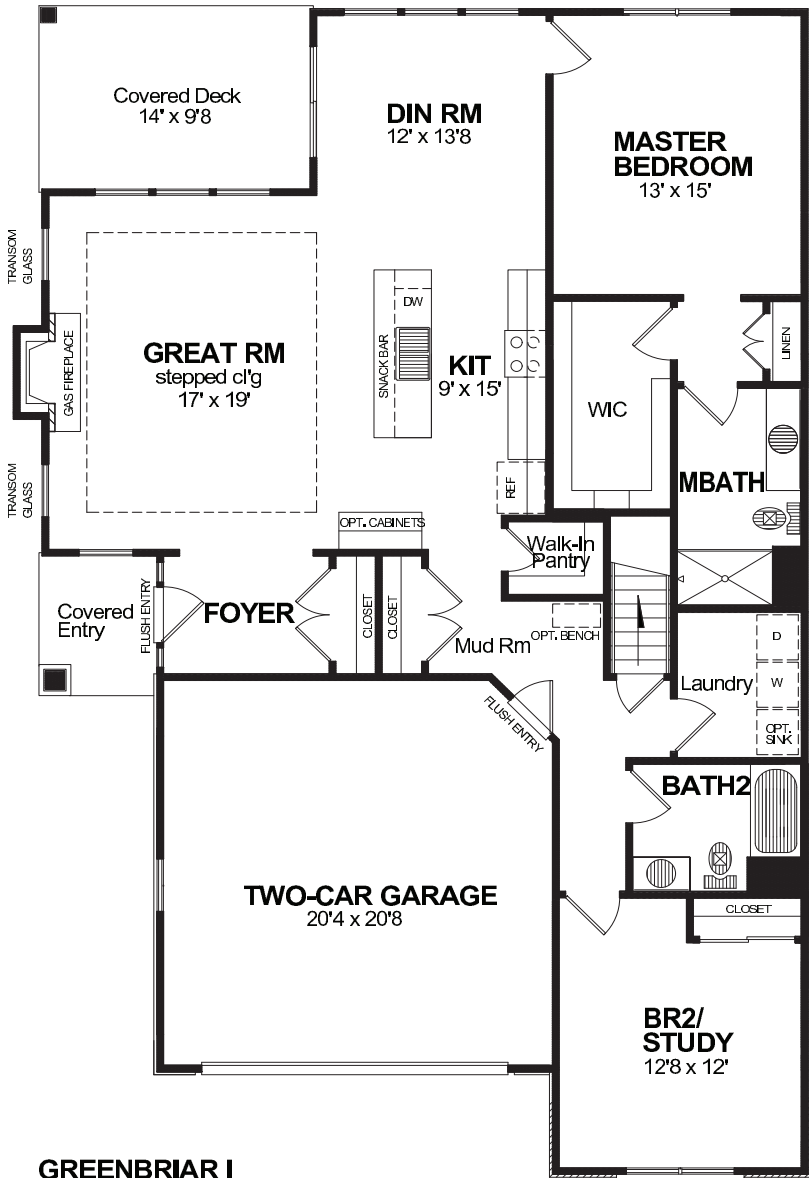 Covered Deck
14' x 9'8
DIN RM
12' x 13'8
MASTER
BEDROOM
13' x 15'
TRANSOM
GLASS
GREAT RM
stepped cl'g
17' x 19'
GAS FIREPLACE
SNACK BAR
DW
KIT
9' x 15'
LINEN
WIC
MBATH
TRANSOM
GLASS
REF
OPT. CABINETS
Walk-In
Pantry
Covered
Entry
FLUSH ENTRY
FOYER
CLOSET
CLOSET
Mud Rm
OPT. BENCH
D
W
OPT.
SINK
Laundry
FLUSH ENTRY
BATH2
TWO-CAR GARAGE
20'4 x 20'8
CLOSET
BR2/
STUDY
12'8 x 12'
GREENBRIAR I